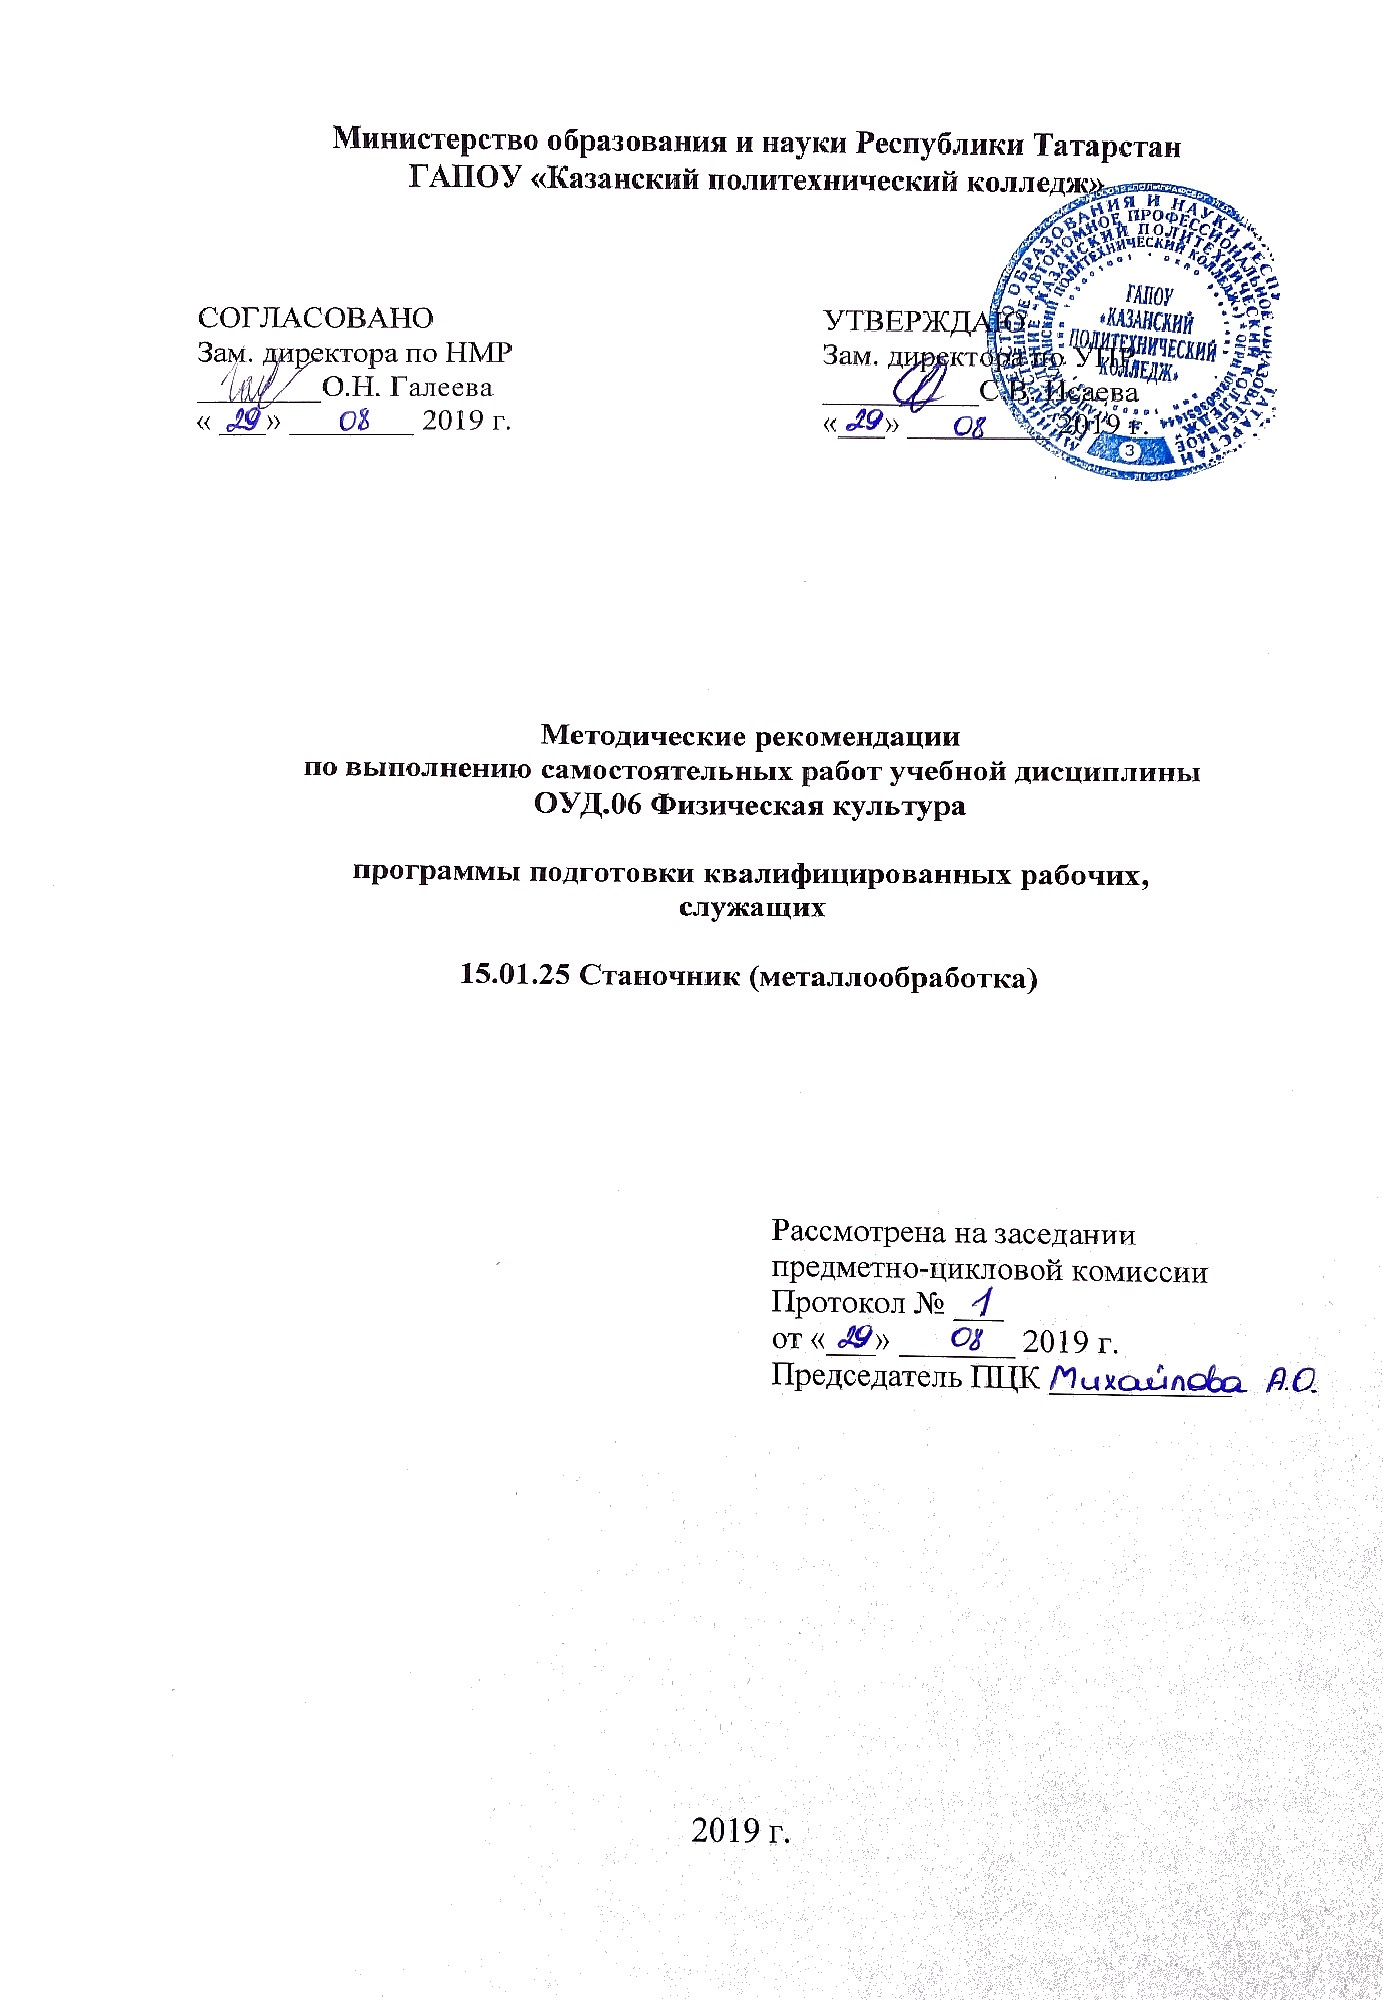 Министерство образования и науки Республики Татарстан
ГАПОУ «Казанский политехнический колледж»
СОГЛАСОВАНО
Зам. директора по НМР
__________О.Н. Галеева
« 29 » 08 2019 г.
УТВЕРЖДАЮ
Зам. директора по УПР
__________С.В. Исаева
« 29 » 08 2019 г.
ГАПОУ
«КАЗАНСКИЙ
ПОЛИТЕХНИЧЕСКИЙ
КОЛЛЕДЖ»
3
Методические рекомендации
по выполнению самостоятельных работ учебной дисциплины
ОУД.06 Физическая культура
программы подготовки квалифицированных рабочих,
служащих
15.01.25 Станочник (металлообработка)
Рассмотрена на заседании
предметно-цикловой комиссии
Протокол № 1
от « 29 » 08 2019 г.
Председатель ПЦК Михайлова А.О.
2019 г.